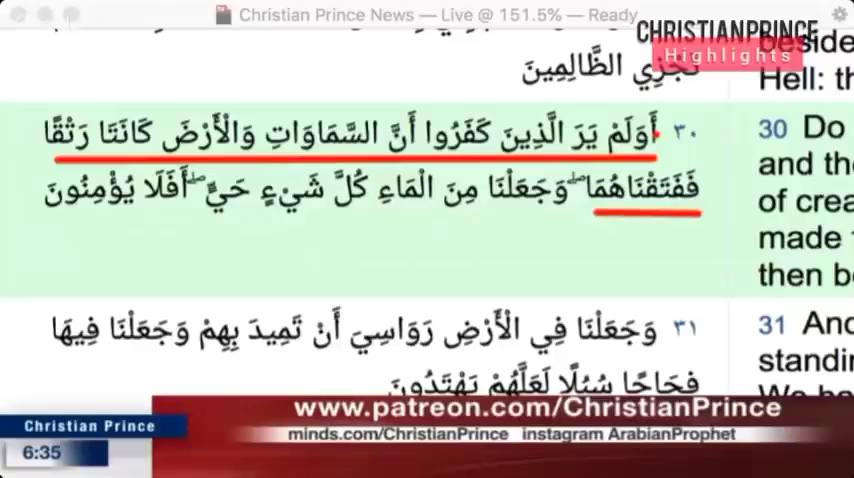 Christian Prince News — Live @ 151.5% — Ready
CHRISTIANPRINCE
Highlights
نَجْزِي الظَّالِمِينَ
beside
Hell: th
٣٠ أَوَلَمْ يَرَ الَّذِينَ كَفَرُوا أَنَّ السَّمَاوَاتِ وَالْأَرْضَ كَانَتَا رَتْقًا
فَفَتَقْنَاهُمَا ۖ وَجَعَلْنَا مِنَ الْمَاءِ كُلَّ شَيْءٍ حَيٍّ ۖ أَفَلَا يُؤْمِنُونَ
30 Do
and the
of crea
made
then b
٣١ وَجَعَلْنَا فِي الْأَرْضِ رَوَاسِيَ أَنْ تَمِيدَ بِهِمْ وَجَعَلْنَا فِيهَا
فِجَاجًا سُبُلًا لَعَلَّهُمْ يَهْتَدُونَ
31 And
standin
Christian Prince
6:35
www.patreon.com/ChristianPrince
minds.com/ChristianPrince instagram ArabianProphet